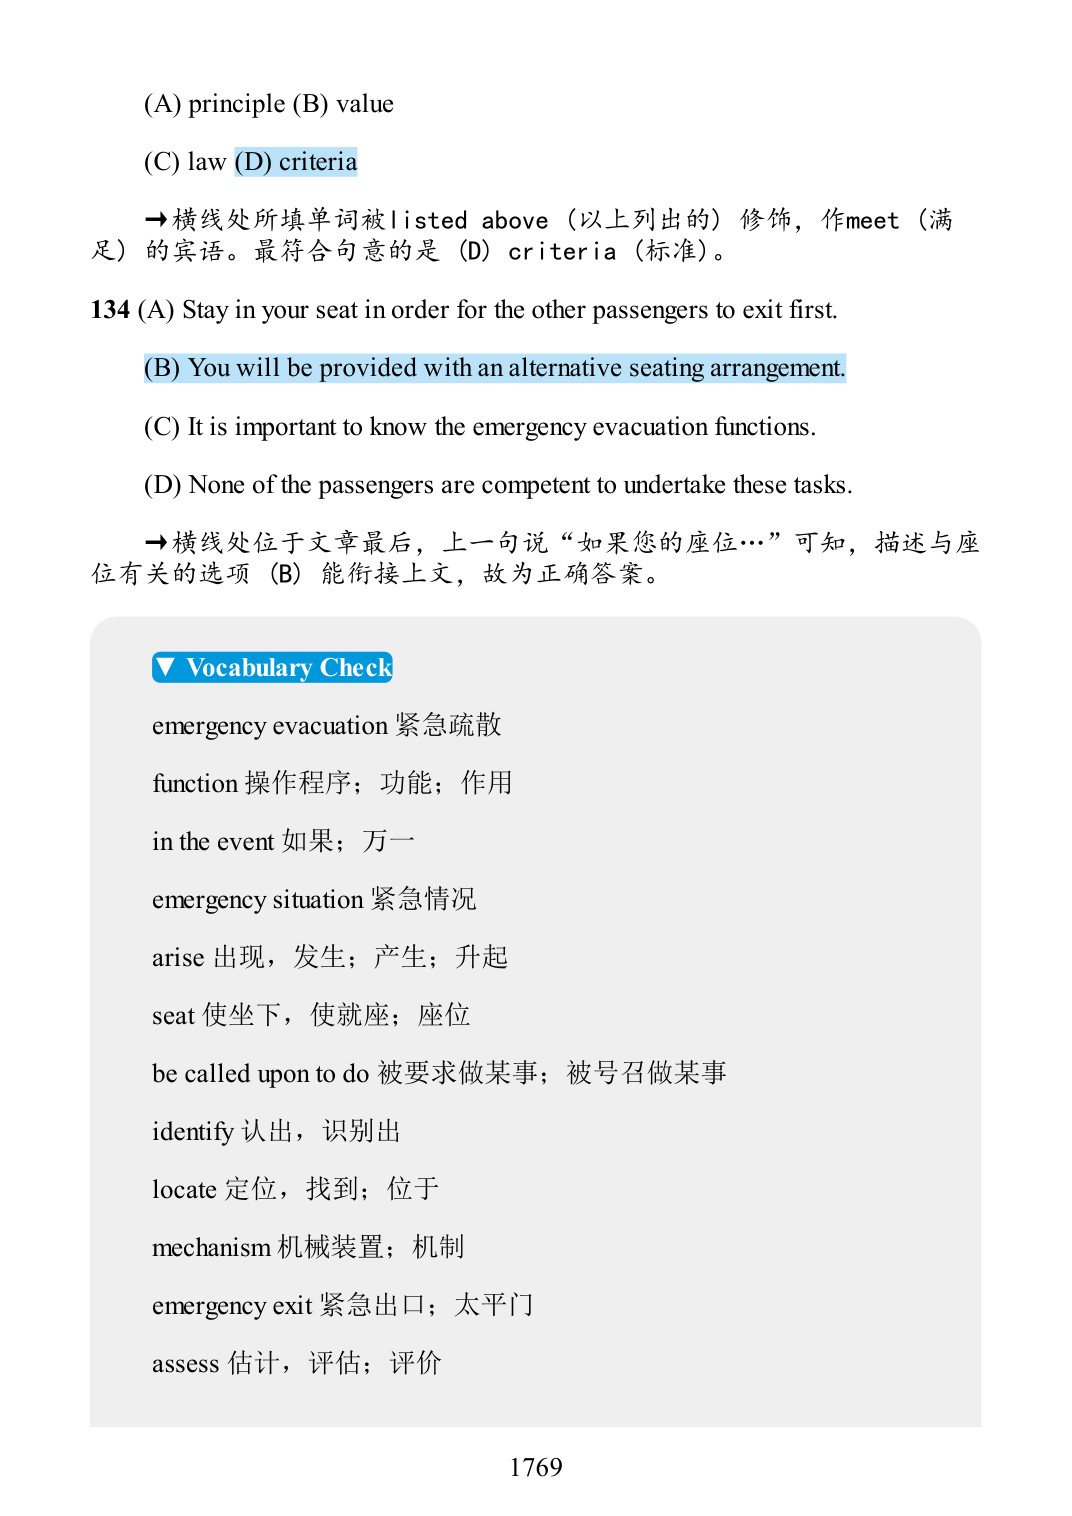 (A) principle (B) value
(C) law (D) criteria
→横线处所填单词被listed above（以上列出的）修饰，作meet（满
足）的宾语。最符合句意的是（D）criteria（标准）。
134 (A) Stay in your seat in order for the other passengers to exit first.
(B) You will be provided with an alternative seating arrangement.
(C) It is important to know the emergency evacuation functions.
(D) None of the passengers are competent to undertake these tasks.
→横线处位于文章最后，上一句说“如果您的座位…”可知，描述与座
位有关的选项（B）能衔接上文，故为正确答案。
▼ Vocabulary Check
emergency evacuation 紧急疏散
function 操作程序；功能；作用
in the event 如果；万一
emergency situation 紧急情况
arise 出现，发生；产生；升起
seat 使坐下，使就座；座位
be called upon to do 被要求做某事；被号召做某事
identify 认出，识别出
locate 定位，找到；位于
mechanism 机械装置；机制
emergency exit 紧急出口；太平门
assess 估计，评估；评价
1769